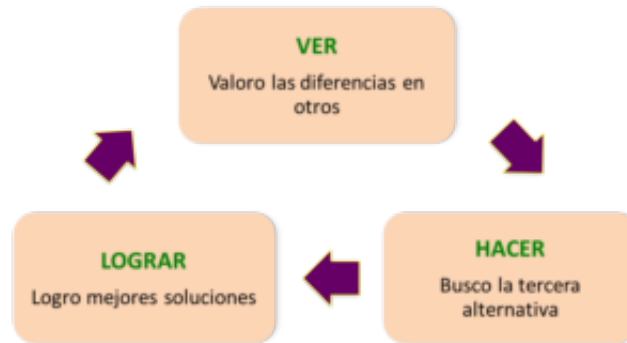 VER
Valoro las diferencias en
otros
HACER
Busco la tercera
alternativa
LOGRAR
Logro mejores soluciones